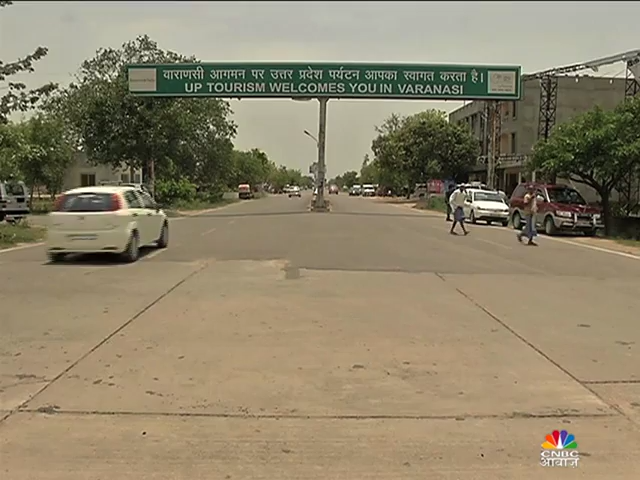 वाराणसी आगमन पर उत्तर प्रदेश पर्यटन आपका स्वागत करता है।
UP TOURISM WELCOMES YOU IN VARANASI
CNBC
आवाज़